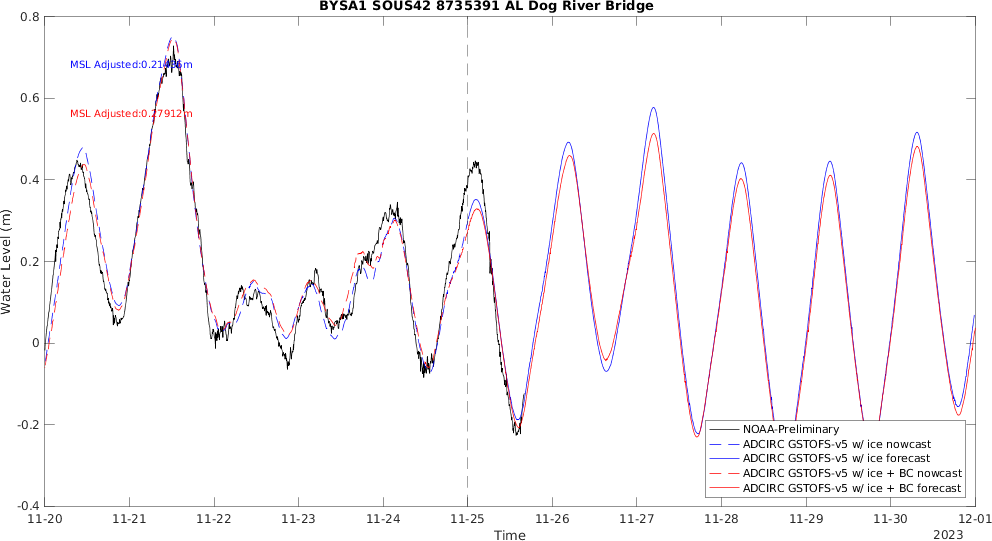 BYSA1 SOUS42 8735391 AL Dog River Bridge
0.8
0.6
0.4
0.2
0
-0.2
-0.4
Water Level (m)
MSL Adjusted:
MSL Adjusted:0.27912m
NOAA-Preliminary
ADCIRC GSTOFS-v5 w/ ice nowcast
ADCIRC GSTOFS-v5 w/ ice forecast
ADCIRC GSTOFS-v5 w/ ice + BC nowcast
ADCIRC GSTOFS-v5 w/ ice + BC forecast
11-20 11-21 11-22 11-23 11-24 11-25 11-26 11-27 11-28 11-29 11-30 12-01
Time
2023